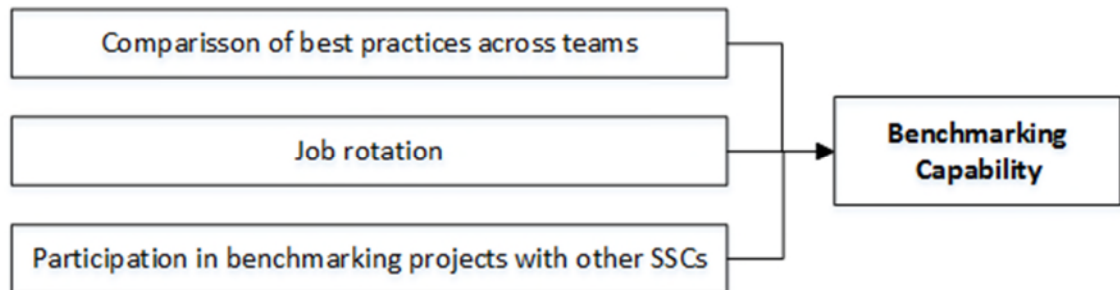 Comparisson of best practices across teams
Job rotation
Participation in benchmarking projects with other SSCs
Benchmarking
Capability